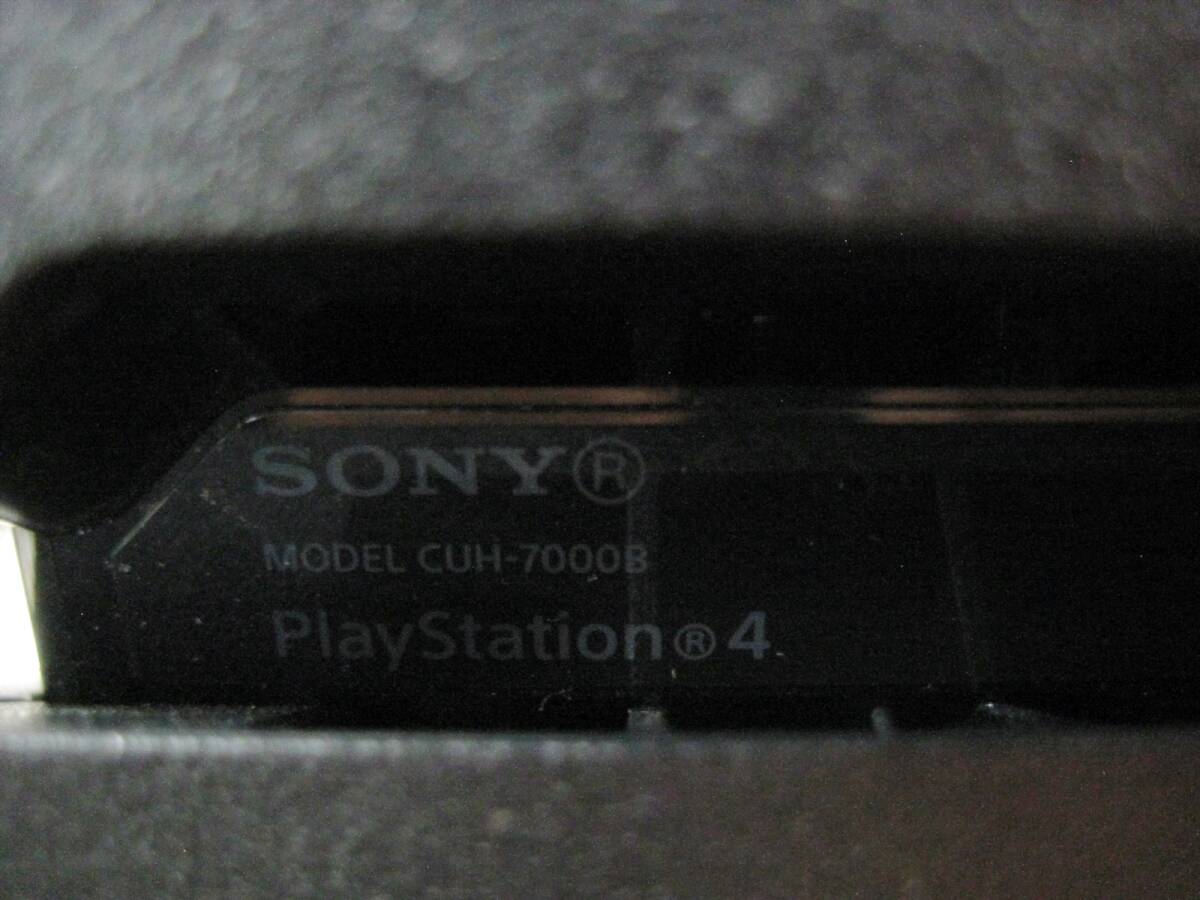 SONY®
MODEL CUH-7000B
PlayStation®4